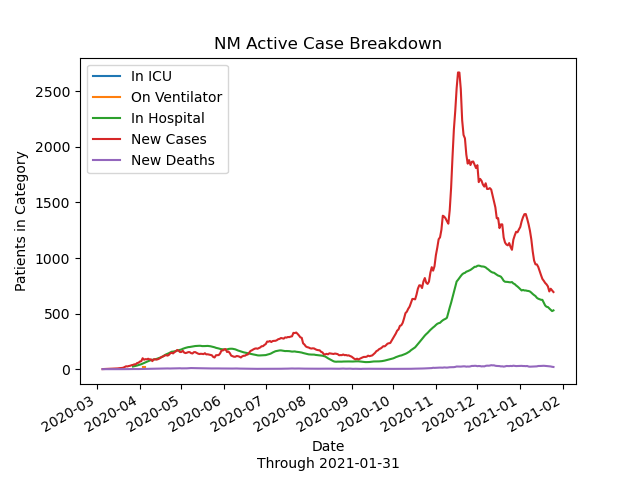 NM Active Case Breakdown
In ICU
On Ventilator
In Hospital
New Cases
New Deaths
Patients in Category
2500
2000
1500
1000
500
0
2020-03
2020-04
2020-05
2020-06
2020-07
2020-08
2020-09
2020-10
2020-11
2020-12
2021-01
2021-02
Date
Through 2021-01-31